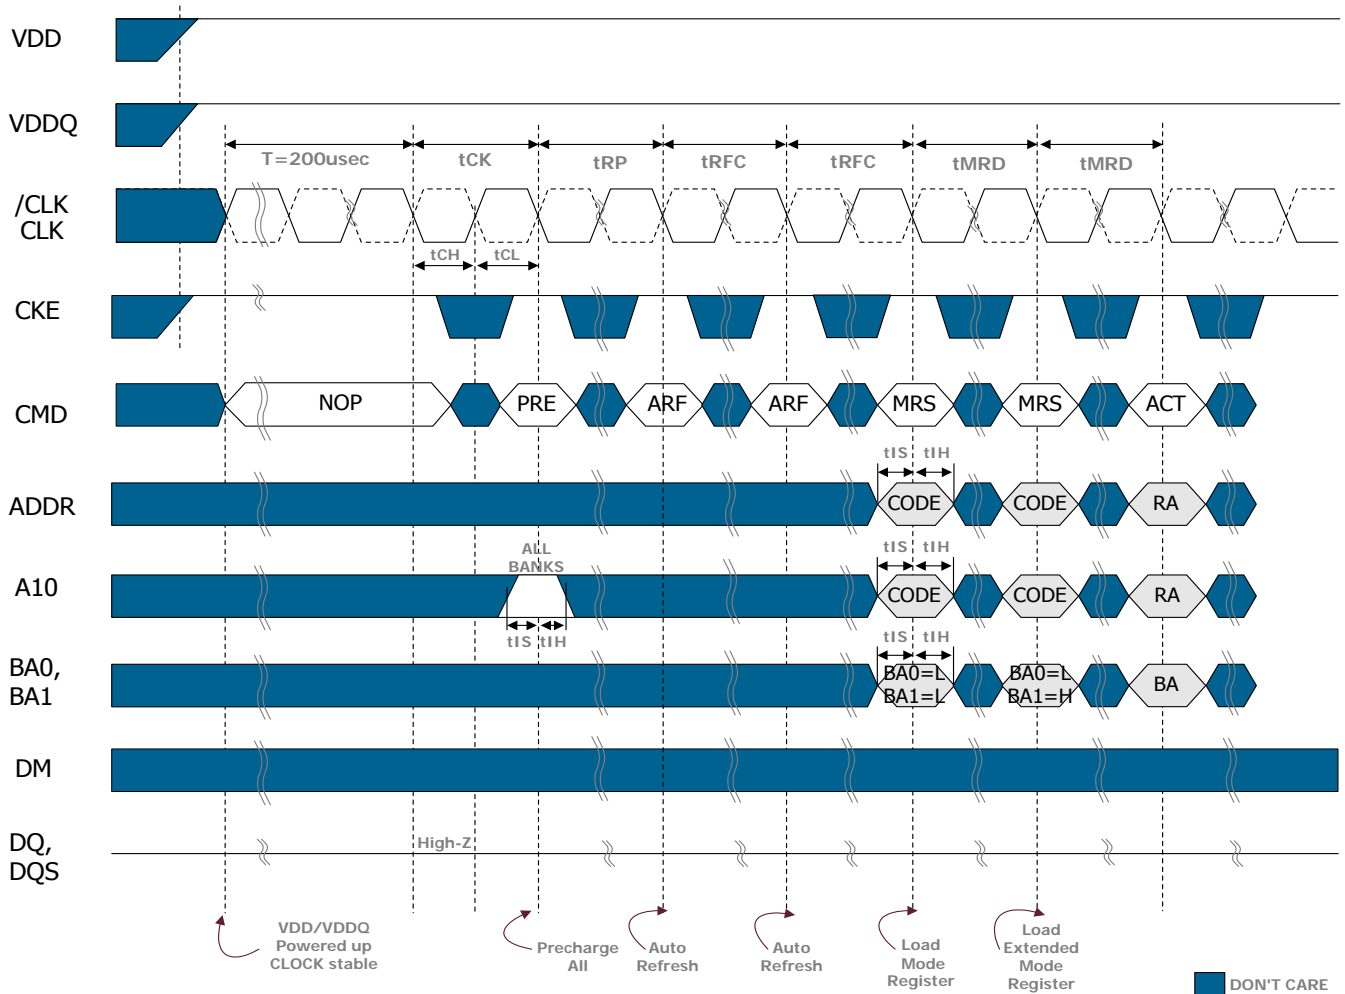 VDD
VDDQ
T=200usec tCK tRP tRFC tRFC tMRD tMRD
/CLK
CLK
tCH tCL
CKE
CMD NOP PRE ARF ARF MRS MRS ACT
tIS tIH
ADDR CODE CODE RA
ALL
BANKS
tIS tIH
A10 CODE CODE RA
tIS tIH
tIS tIH
BA0,
BA1
BA0=L
BA1=L
BA0=L
BA1=H
BA
DM
DQ,
DQS
High-Z
VDD/VDDQ
Powered up
CLOCK stable
Precharge
All
Auto
Refresh
Auto
Refresh
Load
Mode
Register
Load
Extended
Mode
Register
DON'T CARE